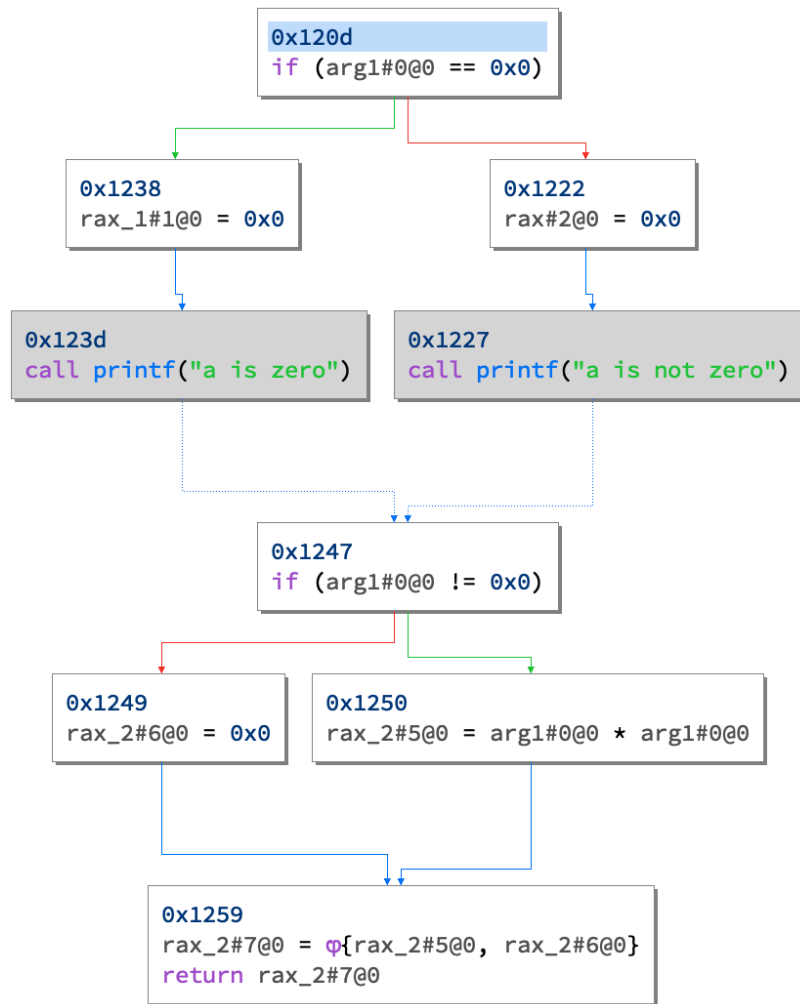 0x120d
if (arg1#0@0 == 0x0)
0x1238
rax_1#1@0 = 0x0
0x1222
rax#2@0 = 0x0
0x123d
call printf("a is zero")
0x1227
call printf("a is not zero")
0x1247
if (arg1#0@0 != 0x0)
0x1249
rax_2#6@0 = 0x0
0x1250
rax_2#5@0 = arg1#0@0 * arg1#0@0
0x1259
rax_2#7@0 = φ{rax_2#5@0, rax_2#6@0}
return rax_2#7@0